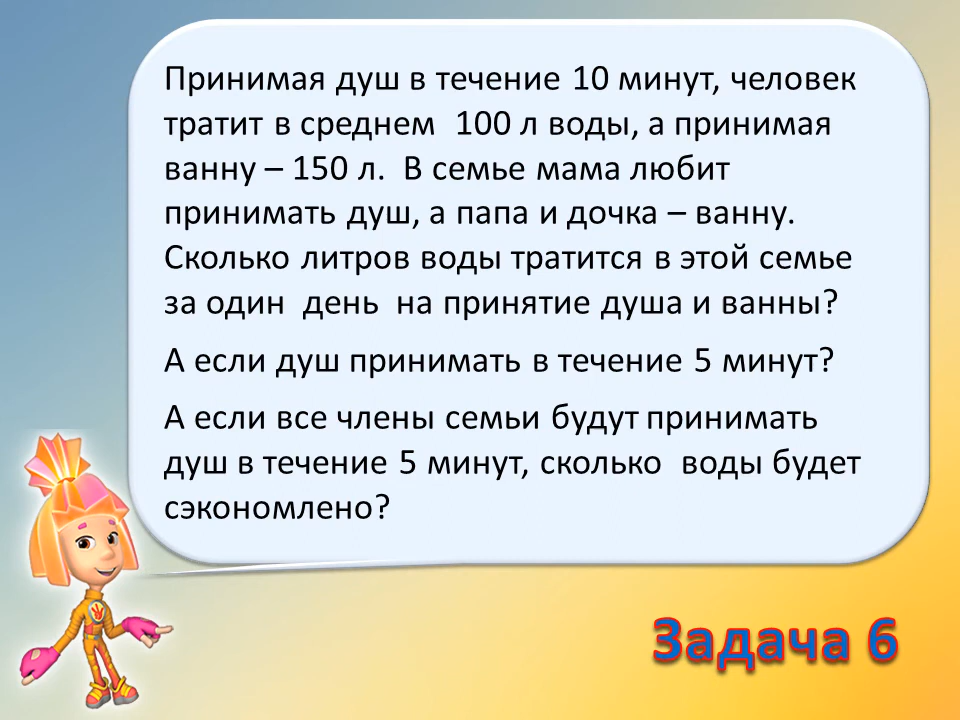 Принимая душ в течение 10 минут, человек
тратит в среднем 100 л воды, а принимая
ванну – 150 л. В семье мама любит
принимать душ, а папа и дочка – ванну.
Сколько литров воды тратится в этой семье
за один день на принятие душа и ванны?
А если душ принимать в течение 5 минут?
А если все члены семьи будут принимать
душ в течение 5 минут, сколько воды будет
сэкономлено?
Задача 6